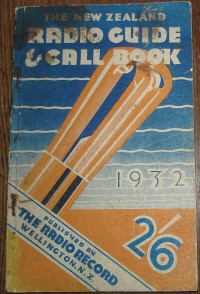 THE NEW ZEALAND
RADIO GUIDE
& CALL BOOK
1932
2/6
PUBLISHED BY
THE RADIO RECORD
WELLINGTON. N.Z